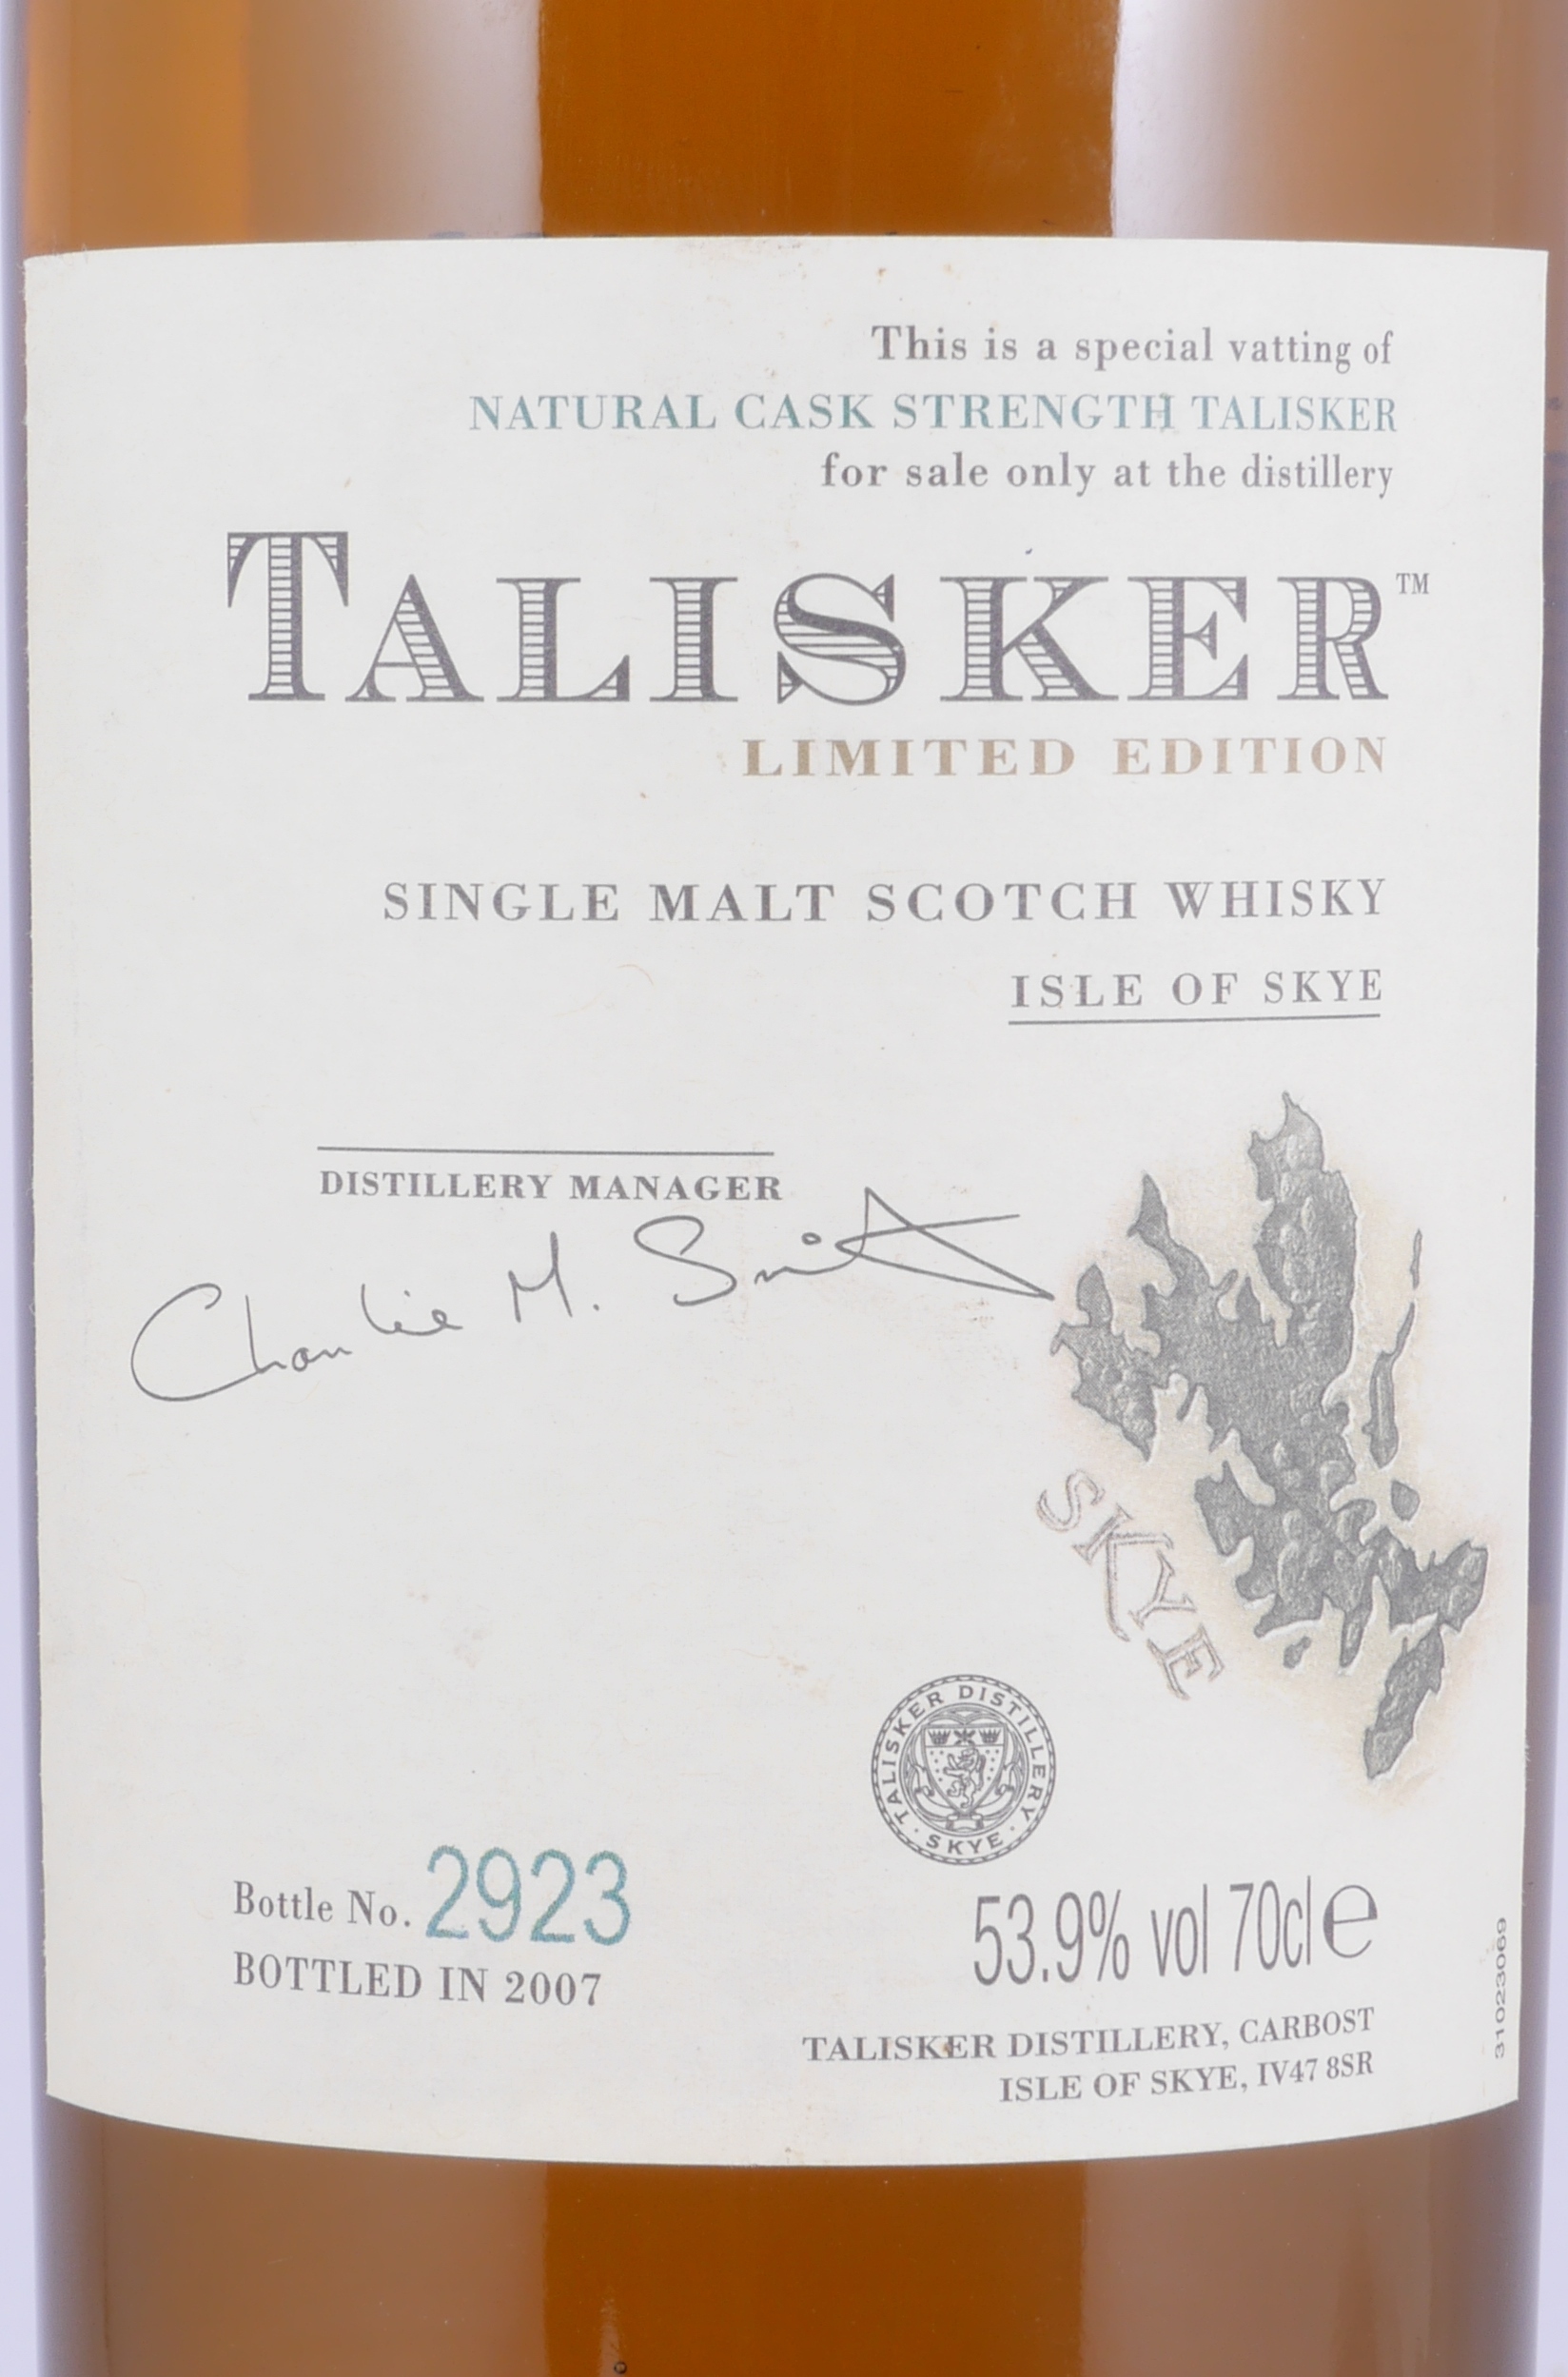 This is a special vatting of
NATURAL CASK STRENGTH TALISKER
for sale only at the distillery
TALISKER™
LIMITED EDITION
SINGLE MALT SCOTCH WHISKY
ISLE OF SKYE
DISTILLERY MANAGER
Charlie M. Smith
SKYE
TALISKER DISTILLERY
· SKYE ·
Bottle No. 2923
BOTTLED IN 2007
53.9% vol 70cl e
TALISKER DISTILLERY, CARBOST
ISLE OF SKYE, IV47 8SR
31023069